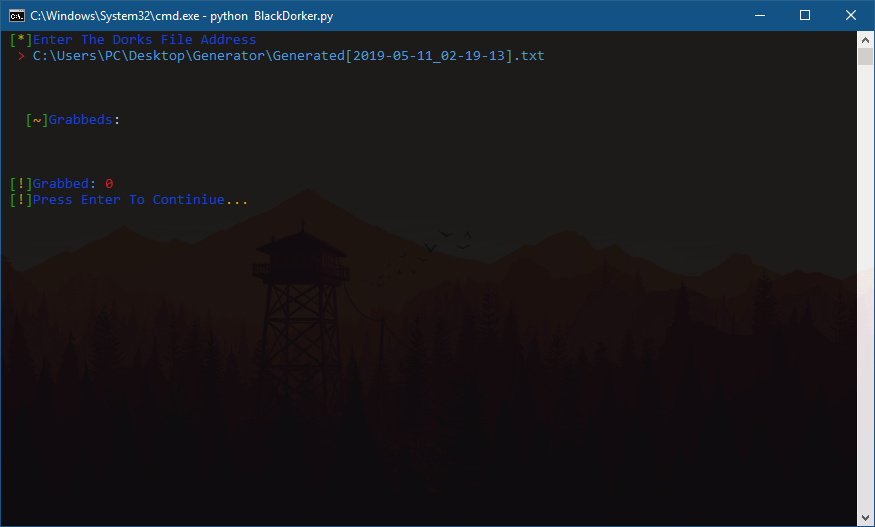 C:\Windows\System32\cmd.exe - python  BlackDorker.py
[*]Enter The Dorks File Address
> C:\Users\PC\Desktop\Generator\Generated[2019-05-11_02-19-13].txt
[~]Grabbeds:
[!]Grabbed: 0
[!]Press Enter To Continiue...